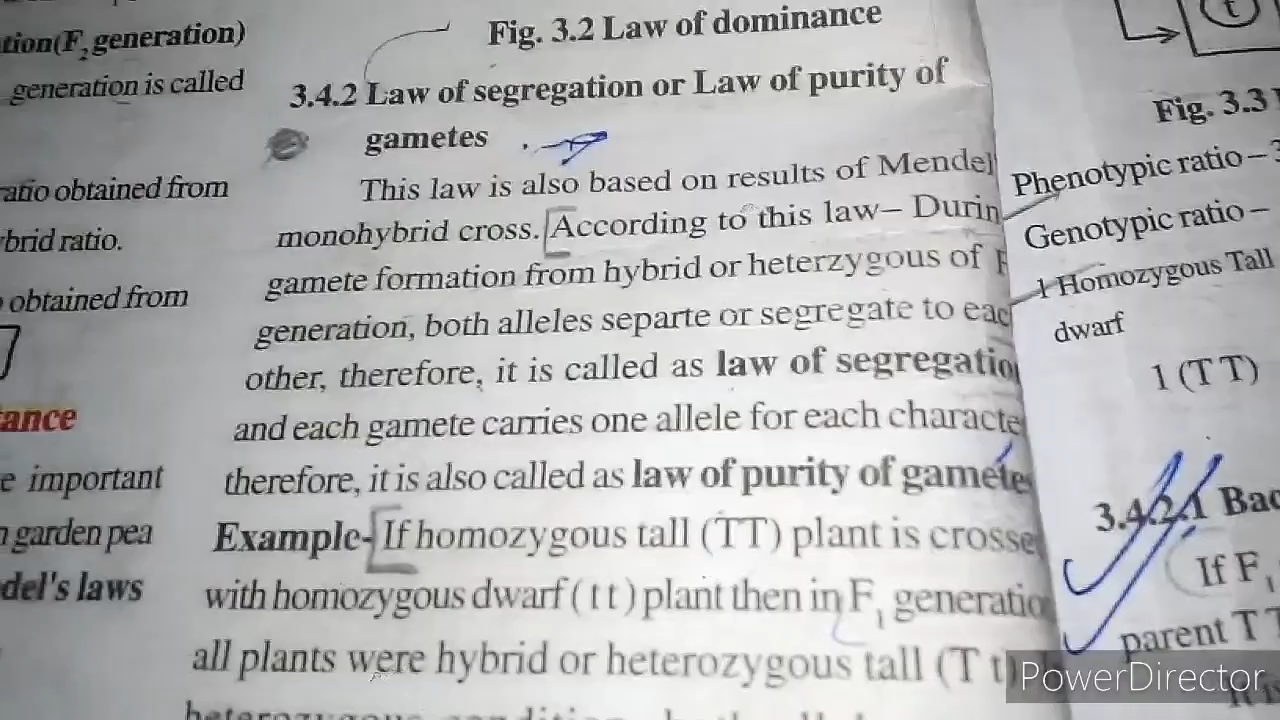 tion(F2 generation)
generation is called
atio obtained from
brid ratio.
obtained from
ance
e important
n garden pea
del's laws
Fig. 3.2 Law of dominance
3.4.2 Law of segregation or Law of purity of
gametes
This law is also based on results of Mendel
monohybrid cross. According to this law– Durin
gamete formation from hybrid or heterzygous of F
generation, both alleles separte or segregate to eac
other, therefore, it is called as law of segregatio
and each gamete carries one allele for each characte
therefore, it is also called as law of purity of gamete
Example- If homozygous tall (TT) plant is crosse
with homozygous dwarf ( t t ) plant then in F1 generatio
all plants were hybrid or heterozygous tall (T t)
t
Fig. 3.3
Phenotypic ratio – 3
Genotypic ratio –
1 Homozygous Tall
dwarf
1 (T T)
3.4.2.1 Bac
If F1
parent T T
PowerDirector